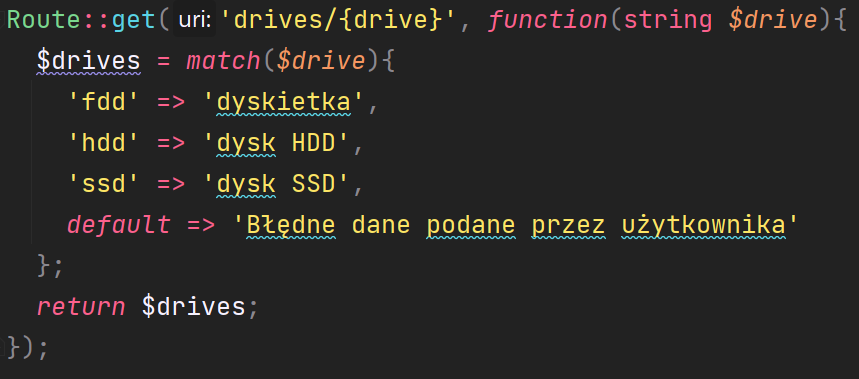 Route::get( uri: 'drives/{drive}', function(string $drive){
$drives = match($drive){
'fdd' => 'dyskietka',
'hdd' => 'dysk HDD',
'ssd' => 'dysk SSD',
default => 'Błędne dane podane przez użytkownika'
};
return $drives;
});